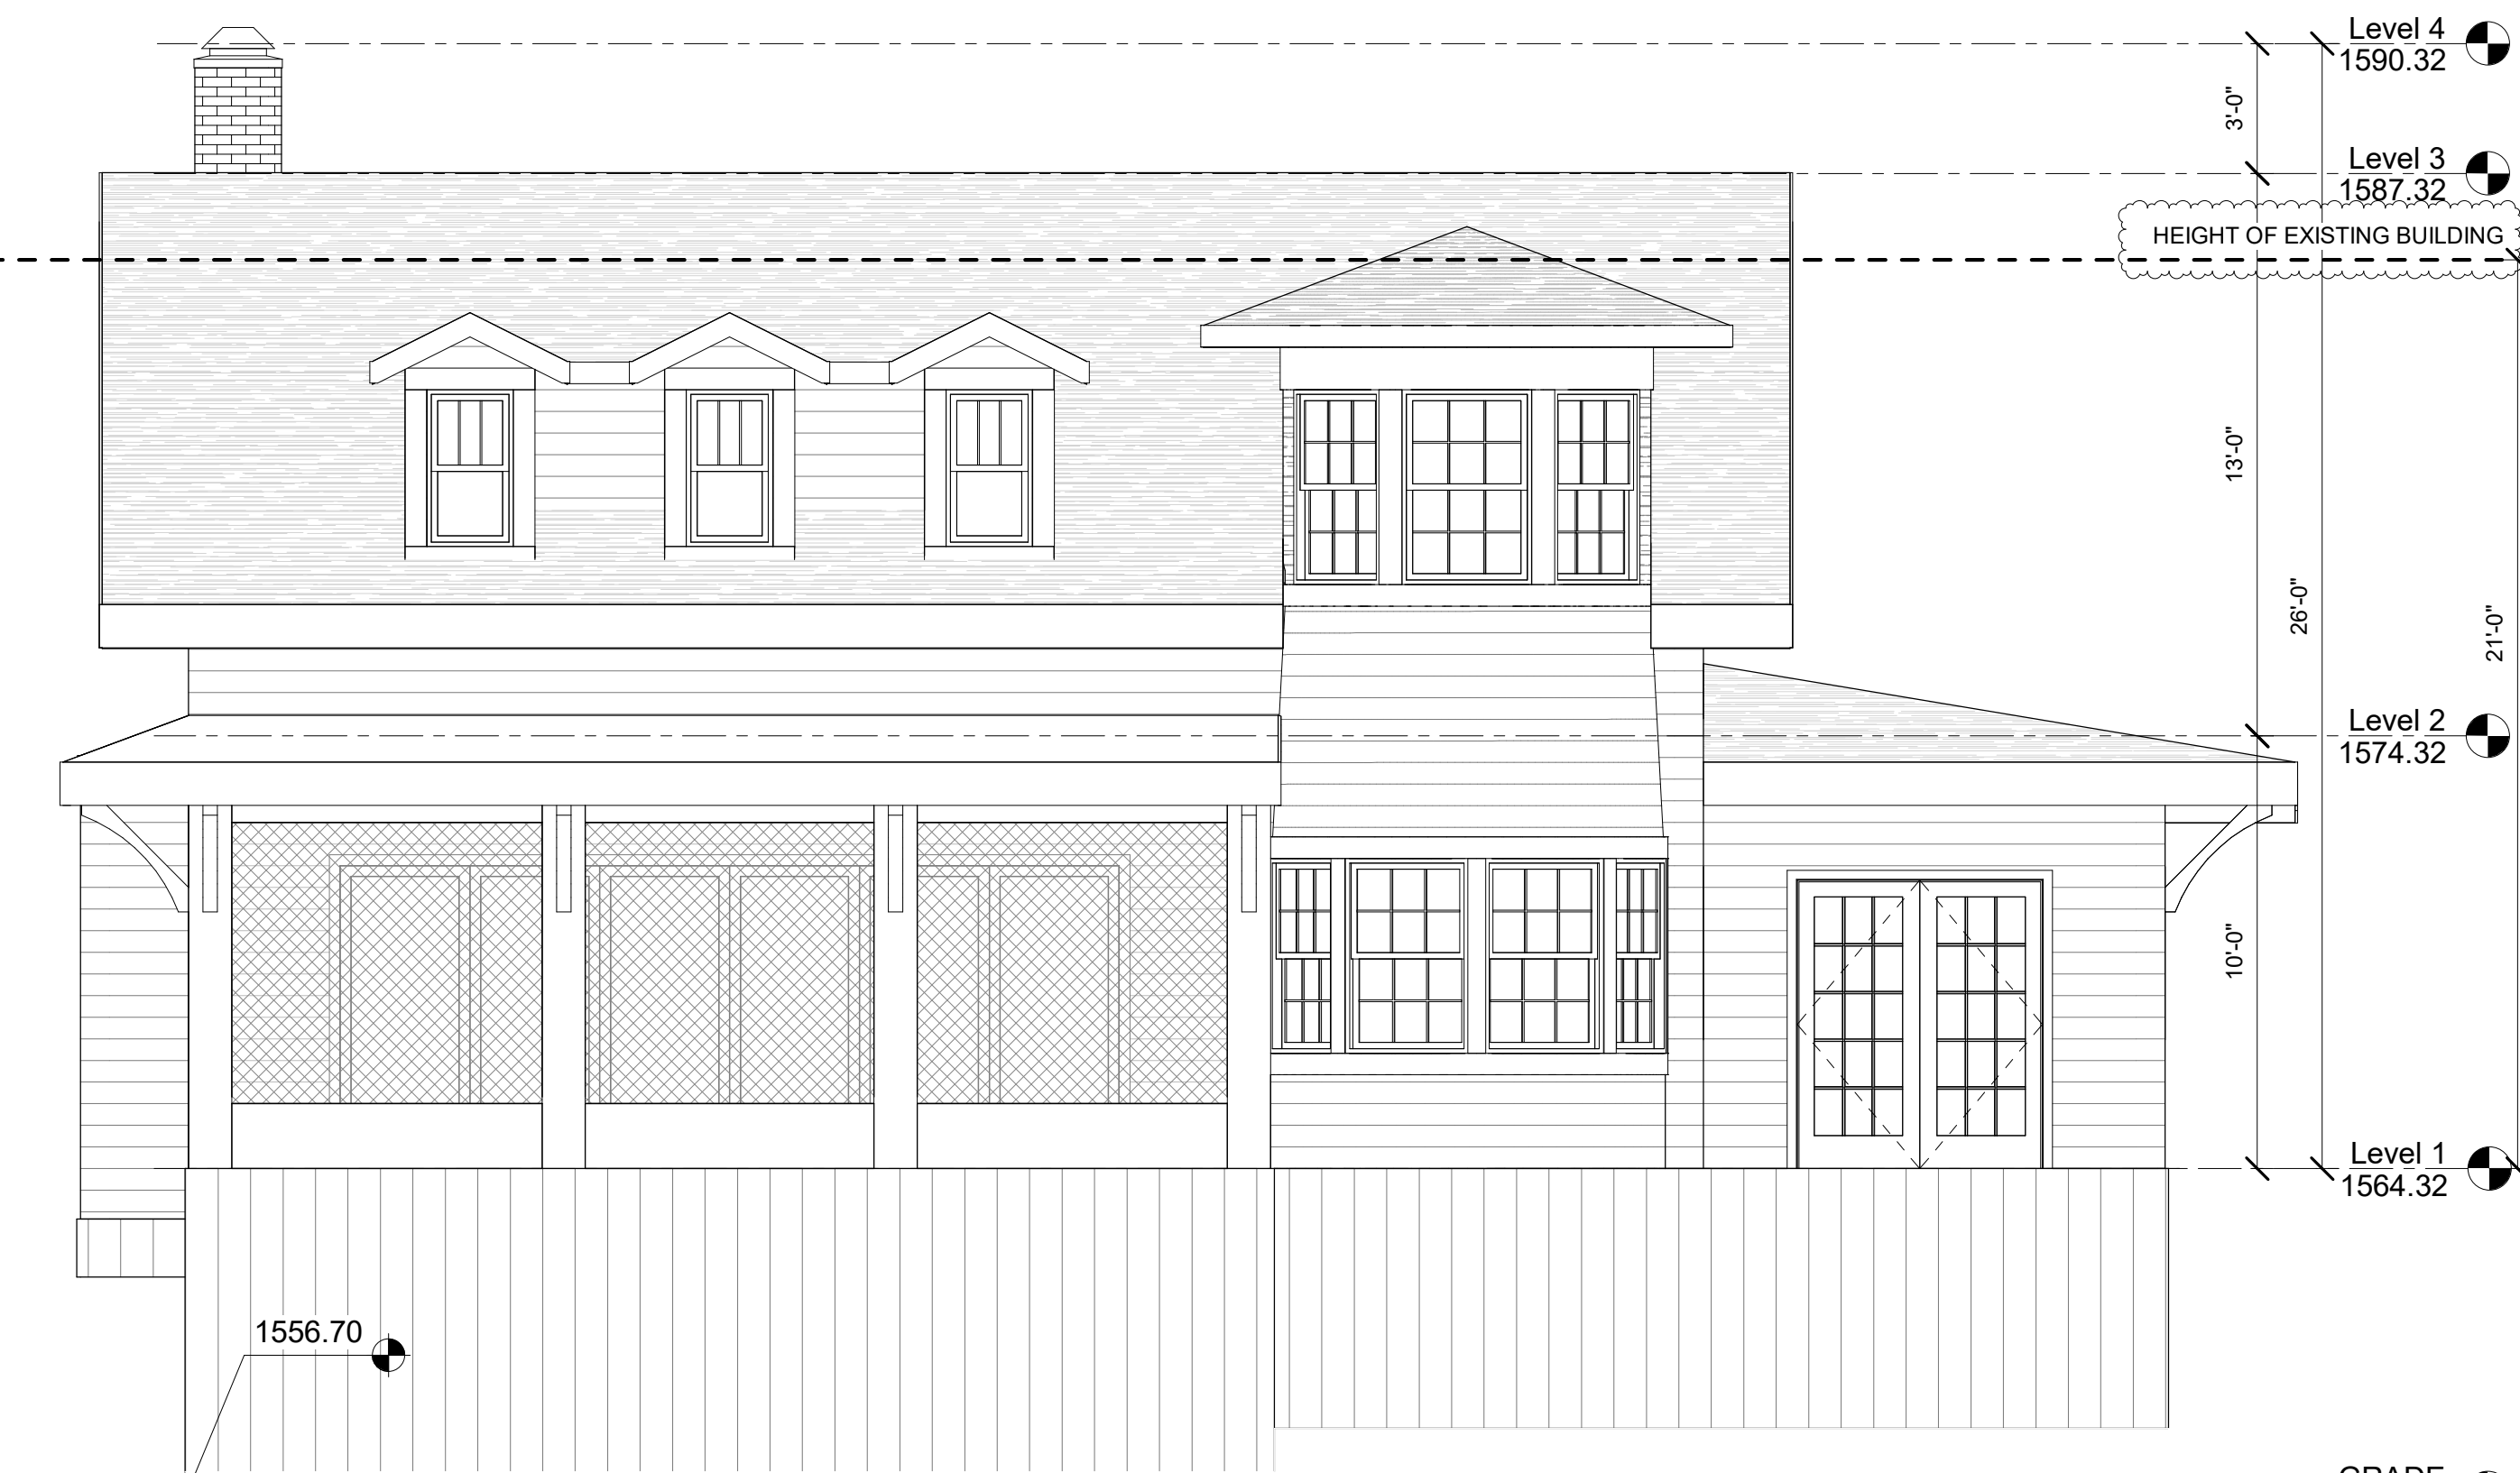 Level 4
1590.32
3'-0"
Level 3
1587.32
HEIGHT OF EXISTING BUILDING
13'-0"
26'-0"
21'-0"
Level 2
1574.32
10'-0"
Level 1
1564.32
1556.70
GRADE